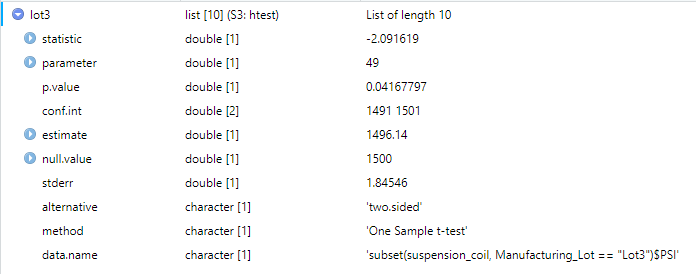 lot3 list [10] (S3: htest) List of length 10
statistic double [1] -2.091619
parameter double [1] 49
p.value double [1] 0.04167797
conf.int double [2] 1491 1501
estimate double [1] 1496.14
null.value double [1] 1500
stderr double [1] 1.84546
alternative character [1] 'two.sided'
method character [1] 'One Sample t-test'
data.name character [1] 'subset(suspension_coil, Manufacturing_Lot == "Lot3")$PSI'